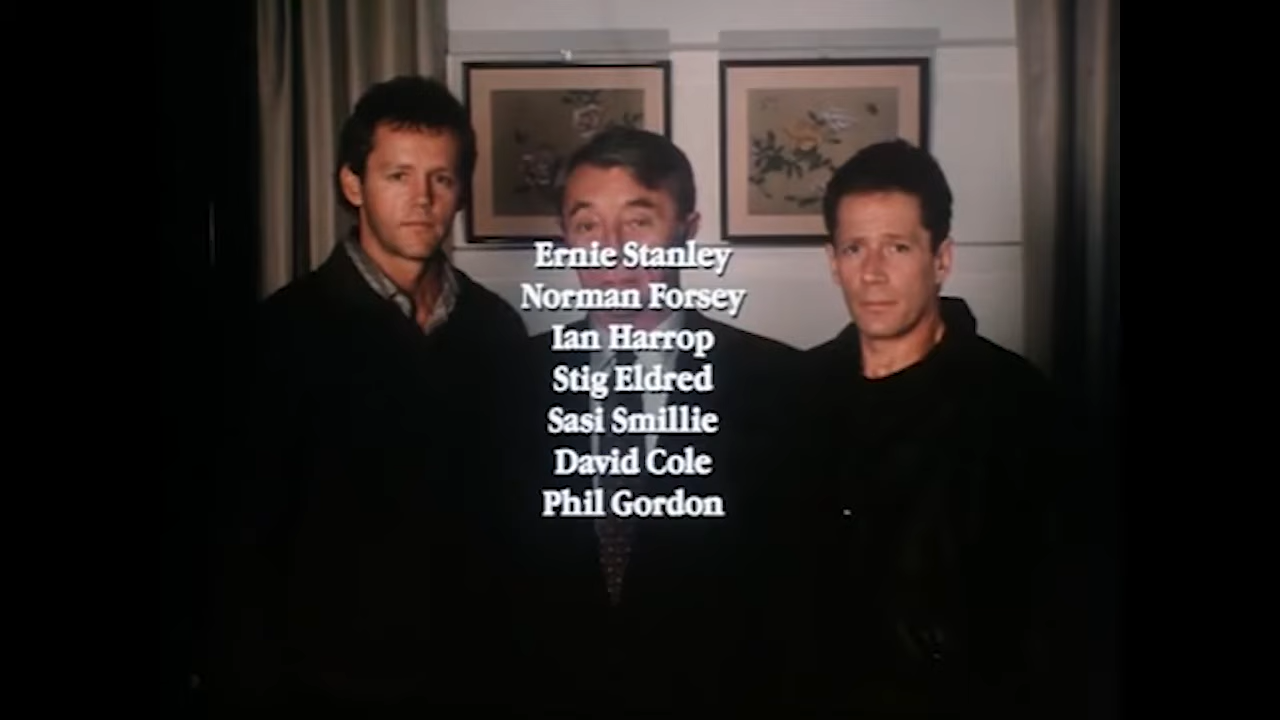 Ernie Stanley
Norman Forsey
Ian Harrop
Stig Eldred
Sasi Smillie
David Cole
Phil Gordon